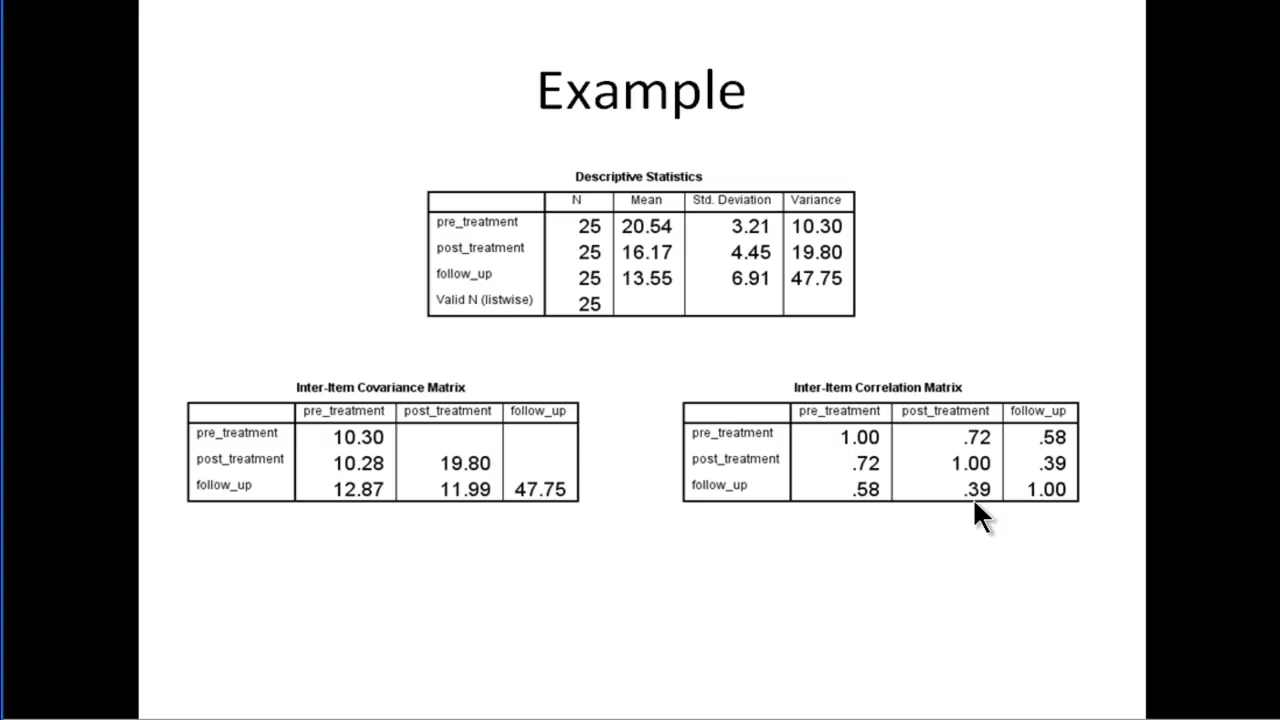 Example
Descriptive Statistics
N Mean Std. Deviation Variance
pre_treatment 25 20.54 3.21 10.30
post_treatment 25 16.17 4.45 19.80
follow_up 25 13.55 6.91 47.75
Valid N (listwise) 25
Inter-Item Covariance Matrix
pre_treatment post_treatment follow_up
pre_treatment 10.30
post_treatment 10.28 19.80
follow_up 12.87 11.99 47.75
Inter-Item Correlation Matrix
pre_treatment post_treatment follow_up
pre_treatment 1.00 .72 .58
post_treatment .72 1.00 .39
follow_up .58 .39 1.00